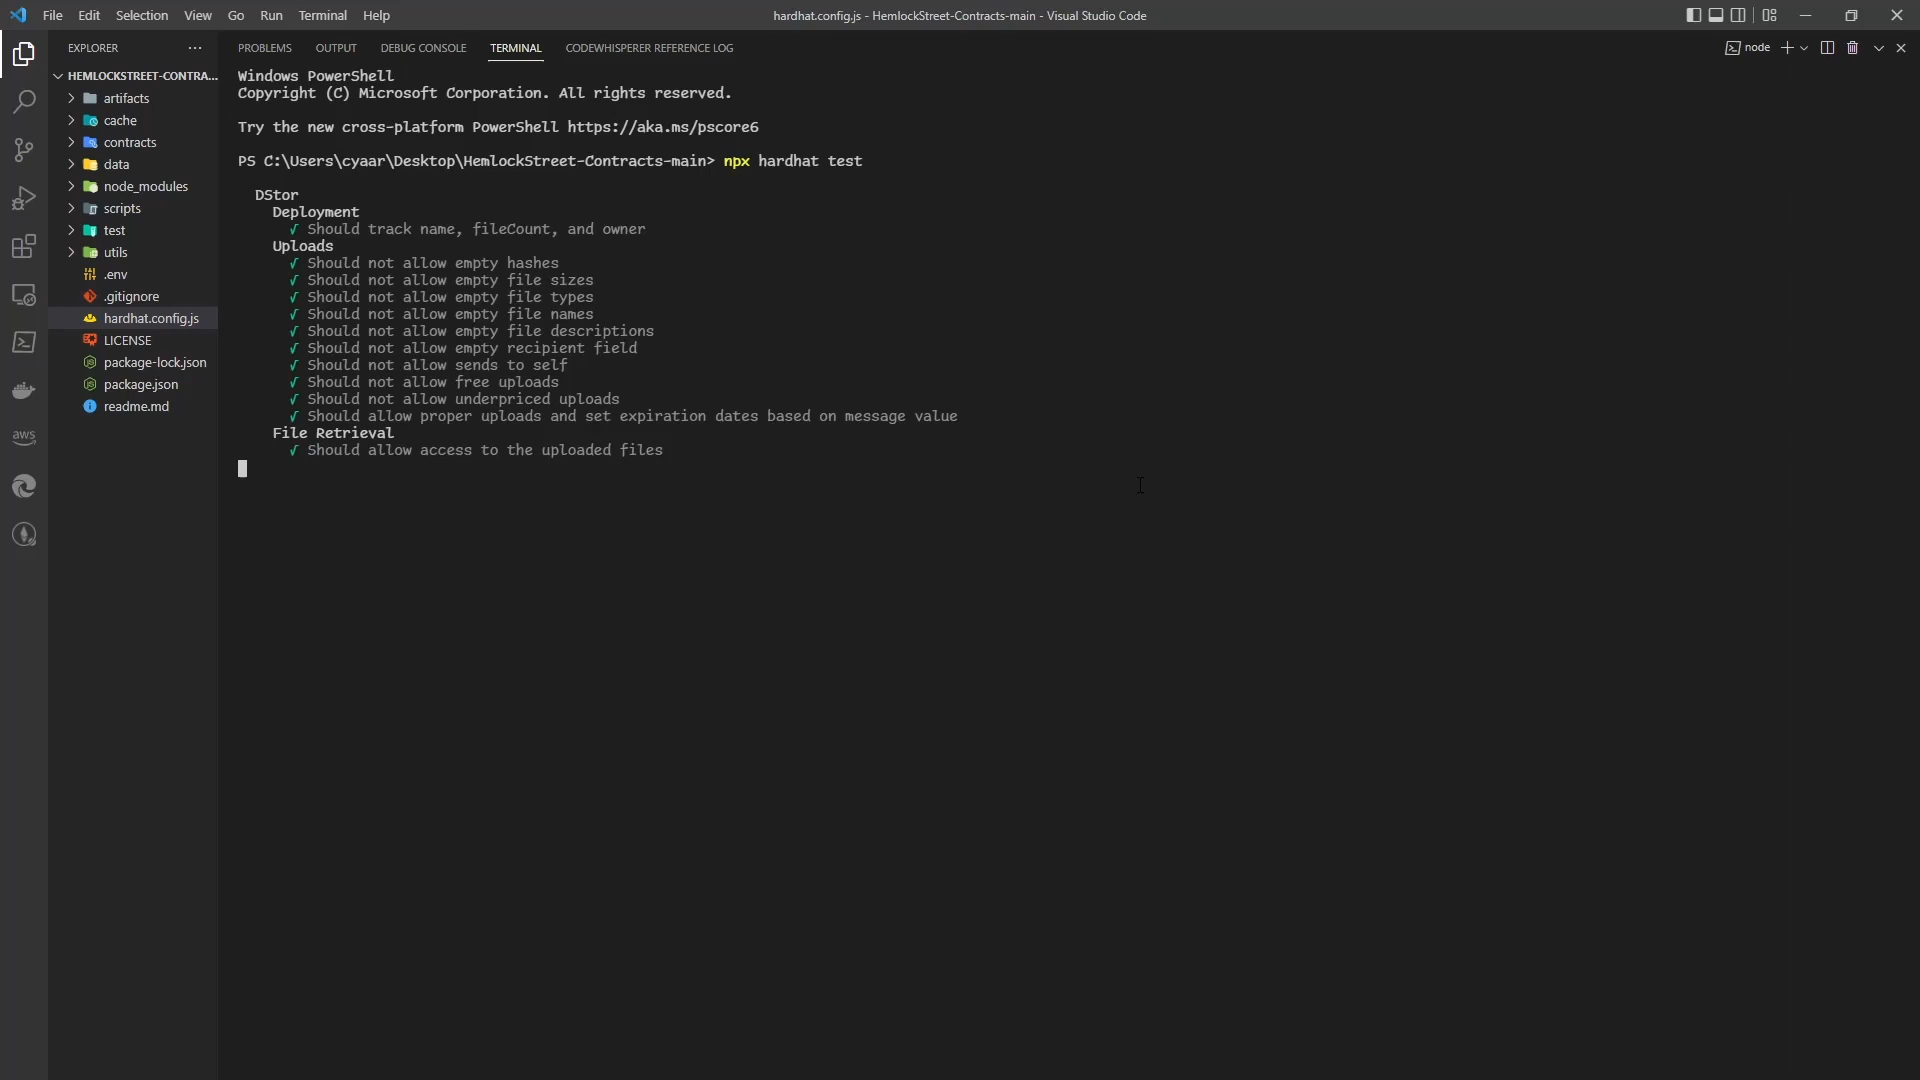 File Edit Selection View Go Run Terminal Help
hardhat.config.js - HemlockStreet-Contracts-main - Visual Studio Code
EXPLORER
PROBLEMS OUTPUT DEBUG CONSOLE TERMINAL CODEWHISPERER REFERENCE LOG
node
HEMLOCKSTREET-CONTRA...
artifacts
cache
contracts
data
node_modules
scripts
test
utils
.env
.gitignore
hardhat.config.js
LICENSE
package-lock.json
package.json
readme.md
aws
Windows PowerShell
Copyright (C) Microsoft Corporation. All rights reserved.
Try the new cross-platform PowerShell https://aka.ms/pscore6
PS C:\Users\cyaar\Desktop\HemlockStreet-Contracts-main> npx hardhat test
DStor
Deployment
√ Should track name, fileCount, and owner
Uploads
√ Should not allow empty hashes
√ Should not allow empty file sizes
√ Should not allow empty file types
√ Should not allow empty file names
√ Should not allow empty file descriptions
√ Should not allow empty recipient field
√ Should not allow sends to self
√ Should not allow free uploads
√ Should not allow underpriced uploads
√ Should allow proper uploads and set expiration dates based on message value
File Retrieval
√ Should allow access to the uploaded files